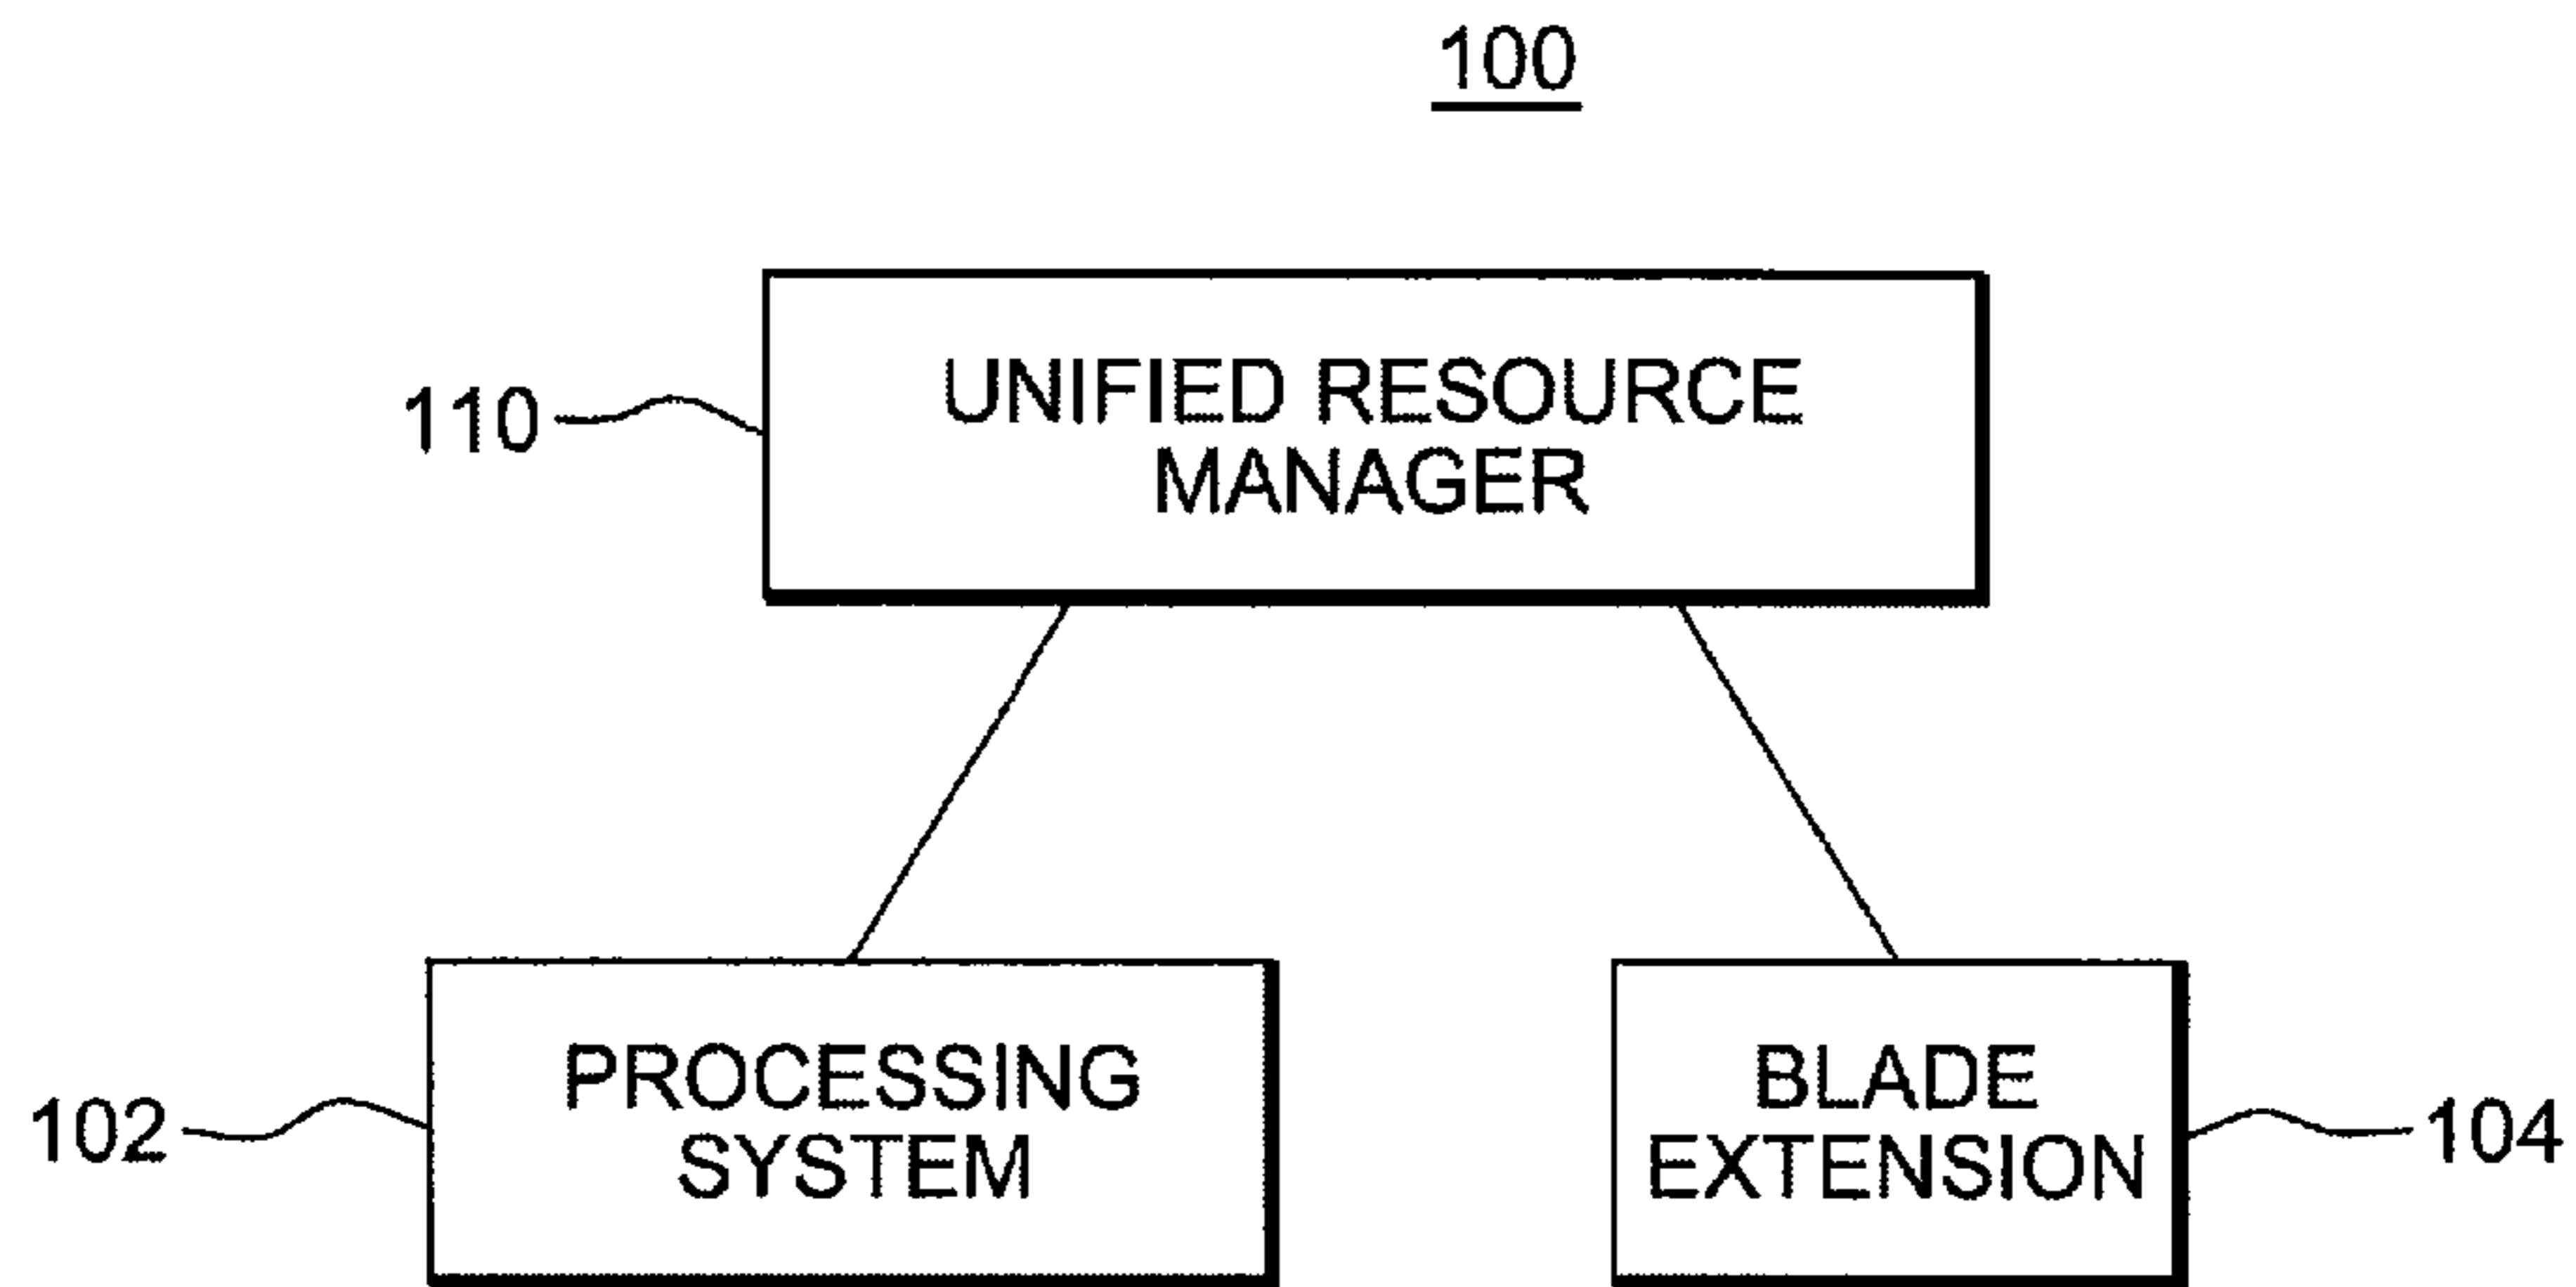 100
110
UNIFIED RESOURCE
MANAGER
102
PROCESSING
SYSTEM
BLADE
EXTENSION
104